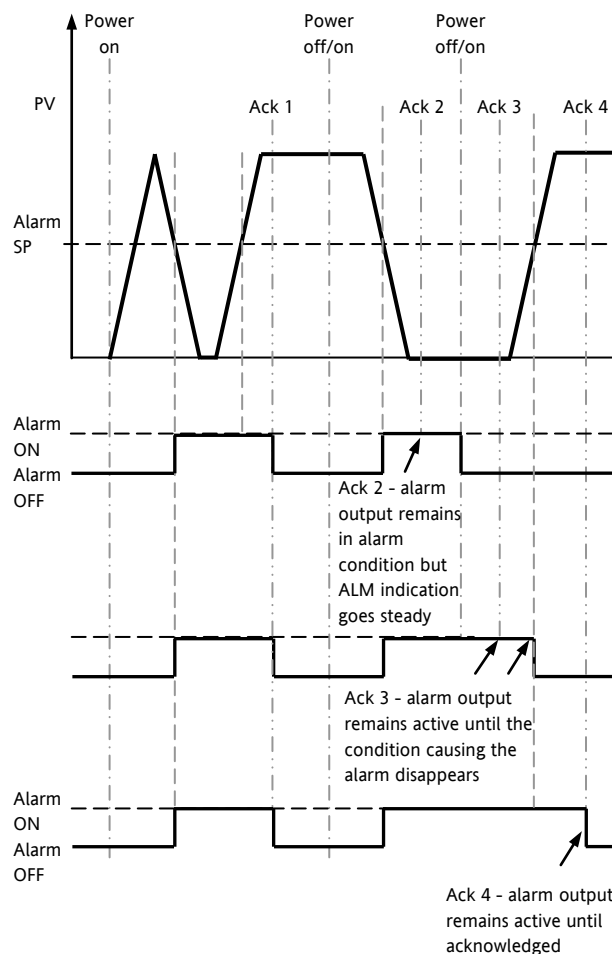 Power
on
Power
off/on
Power
off/on
PV
Ack 1
Ack 2
Ack 3
Ack 4
Alarm
SP
Alarm
ON
Alarm
OFF
Ack 2 - alarm
output remains
in alarm
condition but
ALM indication
goes steady
Ack 3 - alarm output
remains active until the
condition causing the
alarm disappears
Alarm
ON
Alarm
OFF
Ack 4 - alarm output
remains active until
acknowledged